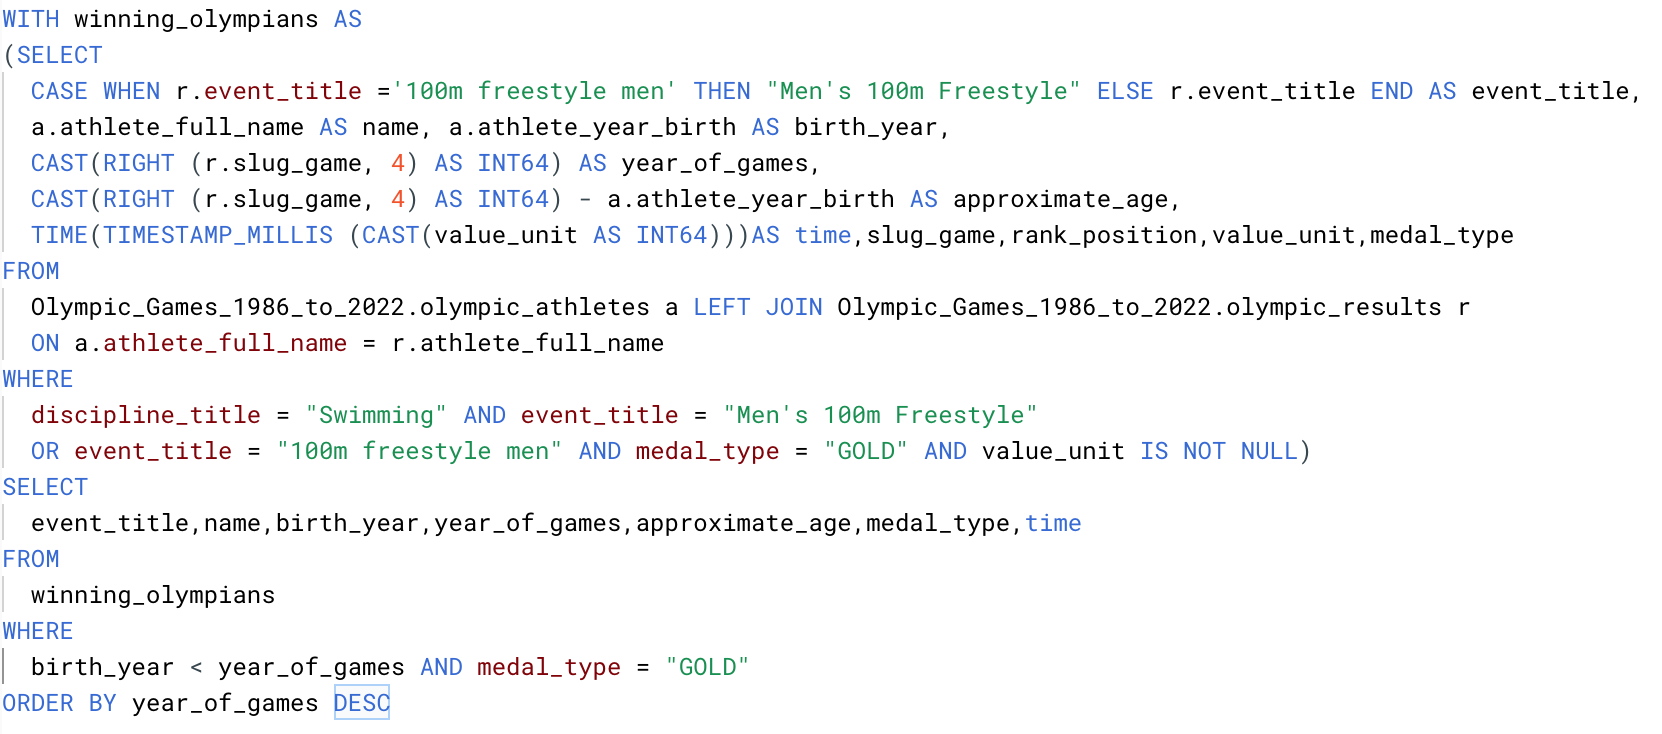 WITH winning_olympians AS
(SELECT
CASE WHEN r.event_title ='100m freestyle men' THEN "Men's 100m Freestyle" ELSE r.event_title END AS event_title,
a.athlete_full_name AS name, a.athlete_year_birth AS birth_year,
CAST(RIGHT (r.slug_game, 4) AS INT64) AS year_of_games,
CAST(RIGHT (r.slug_game, 4) AS INT64) - a.athlete_year_birth AS approximate_age,
TIME(TIMESTAMP_MILLIS (CAST(value_unit AS INT64)))AS time,slug_game,rank_position,value_unit,medal_type
FROM
Olympic_Games_1986_to_2022.olympic_athletes a LEFT JOIN Olympic_Games_1986_to_2022.olympic_results r
ON a.athlete_full_name = r.athlete_full_name
WHERE
discipline_title = "Swimming" AND event_title = "Men's 100m Freestyle"
OR event_title = "100m freestyle men" AND medal_type = "GOLD" AND value_unit IS NOT NULL)
SELECT
event_title,name,birth_year,year_of_games,approximate_age,medal_type,time
FROM
winning_olympians
WHERE
birth_year < year_of_games AND medal_type = "GOLD"
ORDER BY year_of_games DESC